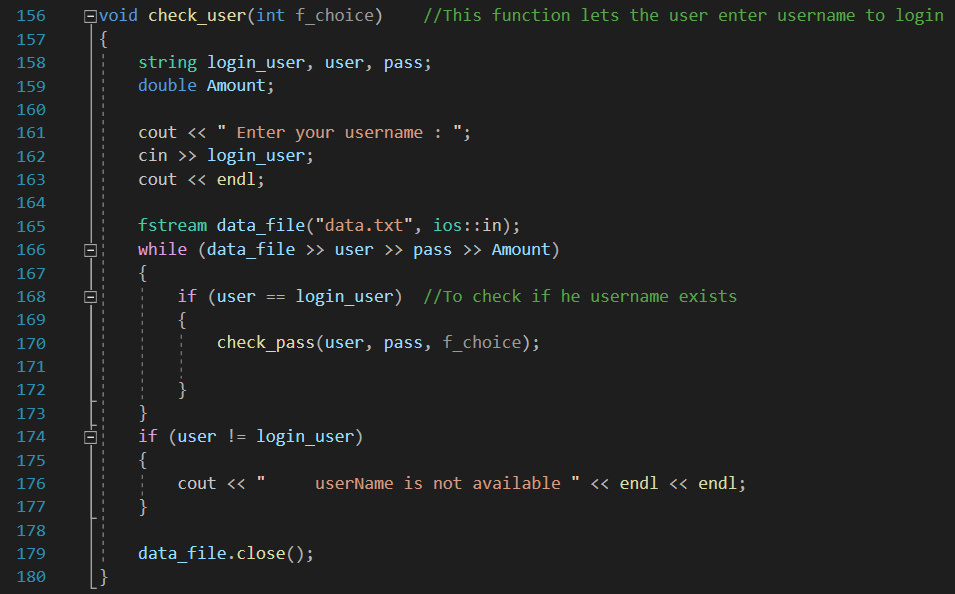 156 void check_user(int f_choice)    //This function lets the user enter username to login
157 {
158     string login_user, user, pass;
159     double Amount;
160
161     cout << " Enter your username : ";
162     cin >> login_user;
163     cout << endl;
164
165     fstream data_file("data.txt", ios::in);
166     while (data_file >> user >> pass >> Amount)
167     {
168         if (user == login_user)  //To check if he username exists
169         {
170             check_pass(user, pass, f_choice);
171
172         }
173     }
174     if (user != login_user)
175     {
176         cout << "     userName is not available " << endl << endl;
177     }
178
179     data_file.close();
180 }